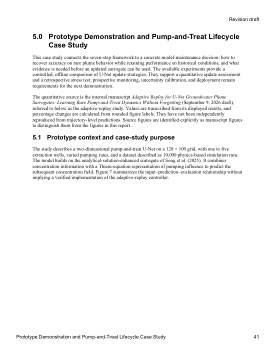 Revision draft
5.0 Prototype Demonstration and Pump-and-Treat Lifecycle
Case Study
This case study connects the seven-step framework to a concrete model-maintenance decision: how to
recover accuracy on rare plume behavior while retaining performance on historical conditions, and what
evidence is needed before an updated surrogate can be used. The available experiments provide a
controlled, offline comparison of U-Net update strategies. They support a quantitative update assessment
and a retrospective stress test; prospective monitoring, uncertainty calibration, and deployment remain
requirements for the next demonstration.
The quantitative source is the internal manuscript Adaptive Replay for U-Net Groundwater Plume
Surrogates: Learning Rare Pump-and-Treat Dynamics Without Forgetting (September 9, 2026 draft),
referred to below as the adaptive-replay study. Values are transcribed from its displayed results, and
percentage changes are calculated from rounded figure labels. They have not been independently
reproduced from trajectory-level predictions. Source figures are identified explicitly as manuscript figures
to distinguish them from the figures in this report.
5.1 Prototype context and case-study purpose
The study describes a two-dimensional pump-and-treat U-Net on a 128 × 100 grid, with one to five
extraction wells, varied pumping rates, and a dataset described as 10,000 physics-based simulation runs.
The model builds on the analytical-solution-enhanced surrogate of Song et al. (2025). It combines
concentration information with a Thiem-equation representation of pumping influence to predict the
subsequent concentration field. Figure 7 summarizes the input–prediction–evaluation relationship without
implying a verified implementation of the adaptive-replay controller.
Prototype Demonstration and Pump-and-Treat Lifecycle Case Study 41